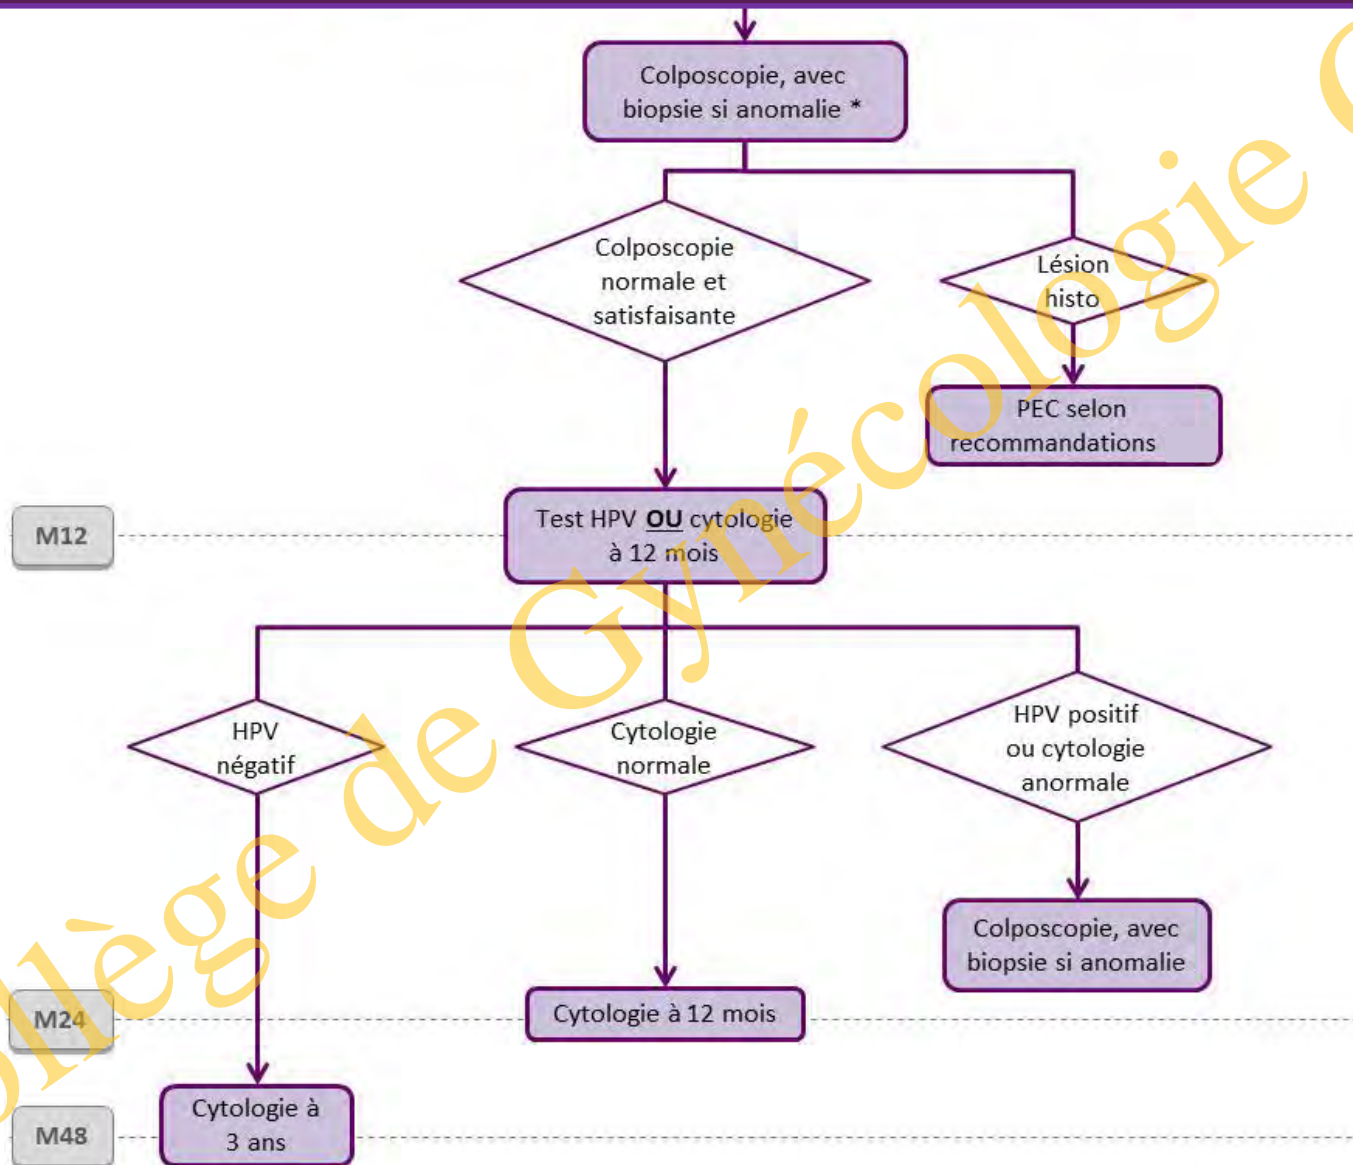 Colposcopie, avec
biopsie si anomalie *
Colposcopie
normale et
satisfaisante
Lésion
histo
PEC selon
recommandations
M12
Test HPV OU cytologie
à 12 mois
HPV
négatif
Cytologie
normale
HPV positif
ou cytologie
anormale
Colposcopie, avec
biopsie si anomalie
M24
Cytologie à 12 mois
M48
Cytologie à
3 ans
de Gynécologie